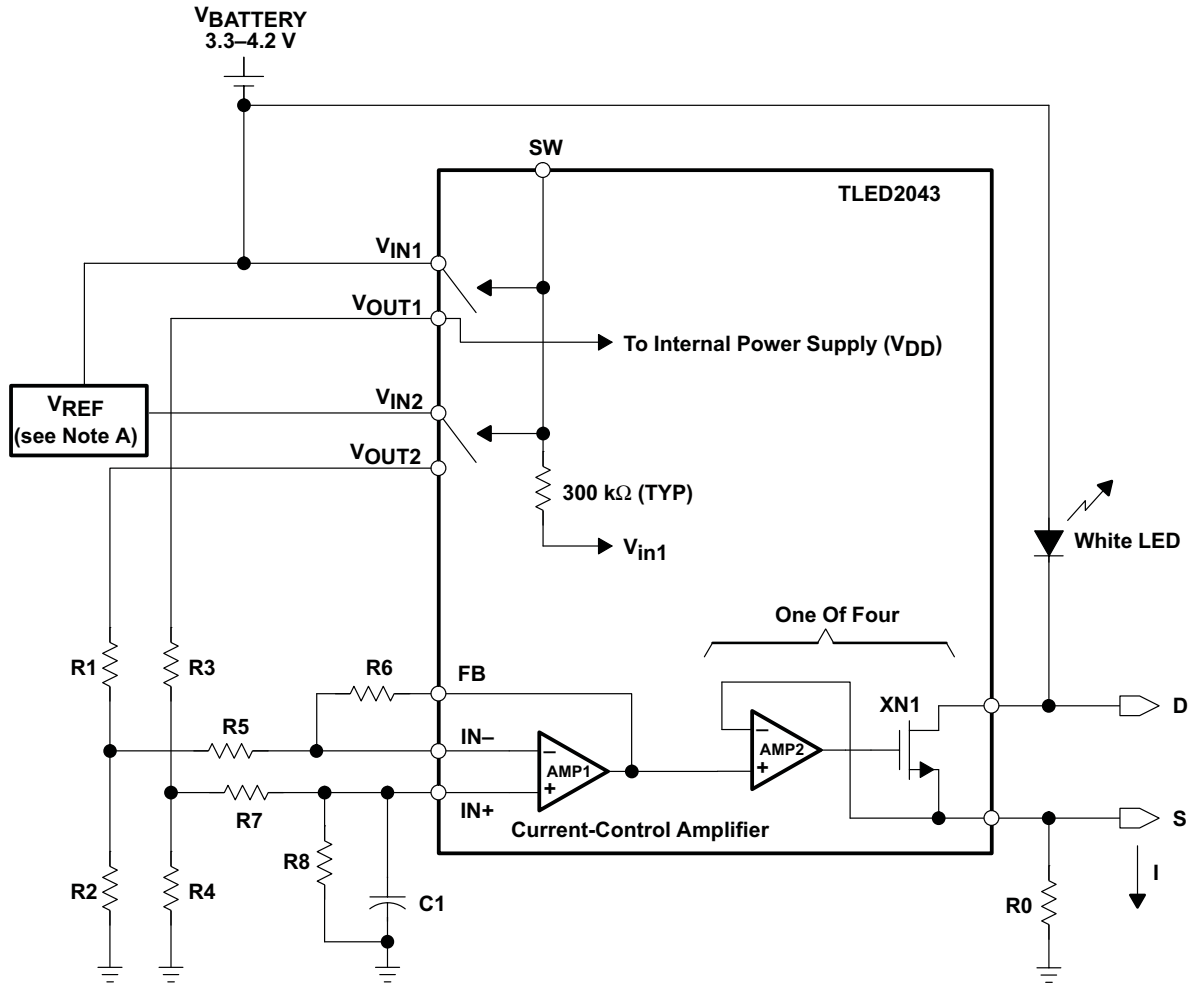 VBATTERY
3.3–4.2 V
SW
TLED2043
VIN1
VOUT1
To Internal Power Supply (VDD)
VREF
(see Note A)
VIN2
VOUT2
300 kΩ (TYP)
Vin1
White LED
One Of Four
R1
R3
R6
FB
XN1
D
R5
IN–
–
AMP1
+
–
AMP2
+
R7
IN+
Current-Control Amplifier
S
R2
R4
R8
C1
R0
I